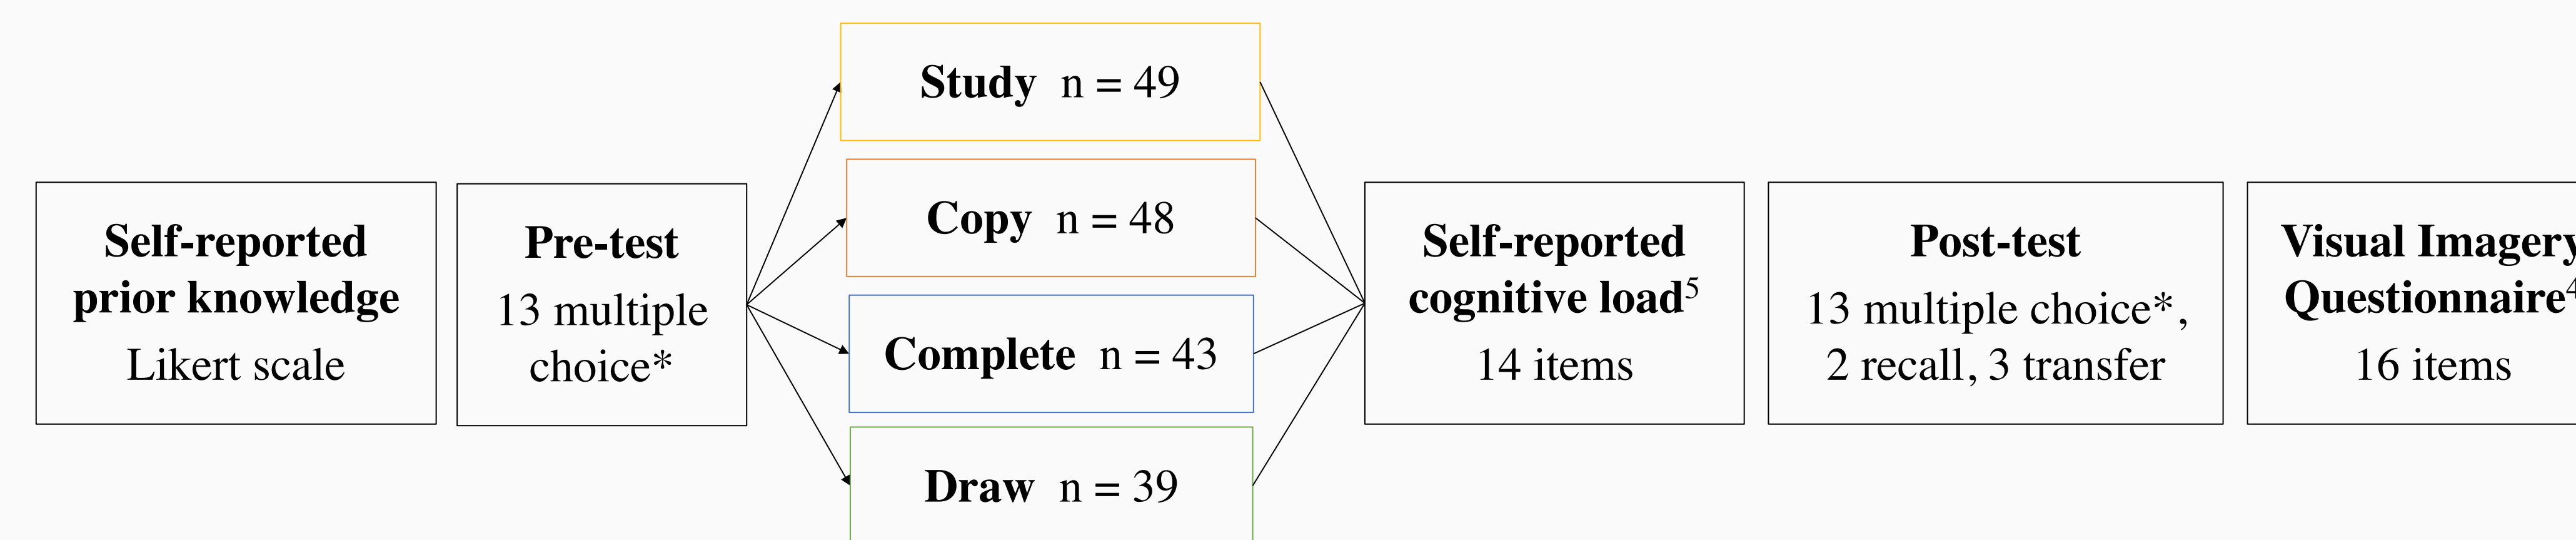 Self-reported
prior knowledge
Likert scale
Pre-test
13 multiple
choice*
Study n = 49
Copy n = 48
Complete n = 43
Draw n = 39
Self-reported
cognitive load⁵
14 items
Post-test
13 multiple choice*,
2 recall, 3 transfer
Visual Imagery
Questionnaire⁴
16 items